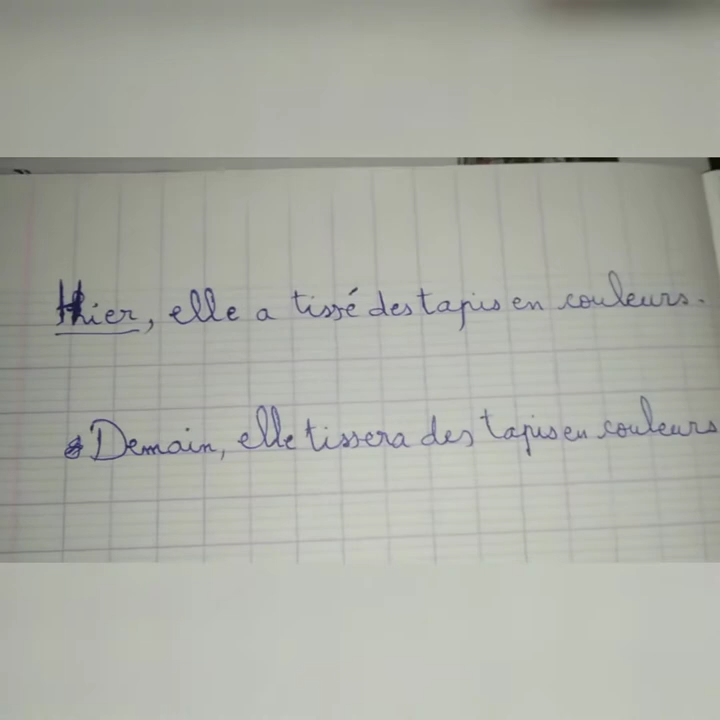 Hier, elle a tissé des tapis en couleurs.
Demain, elle tissera des tapis en couleurs